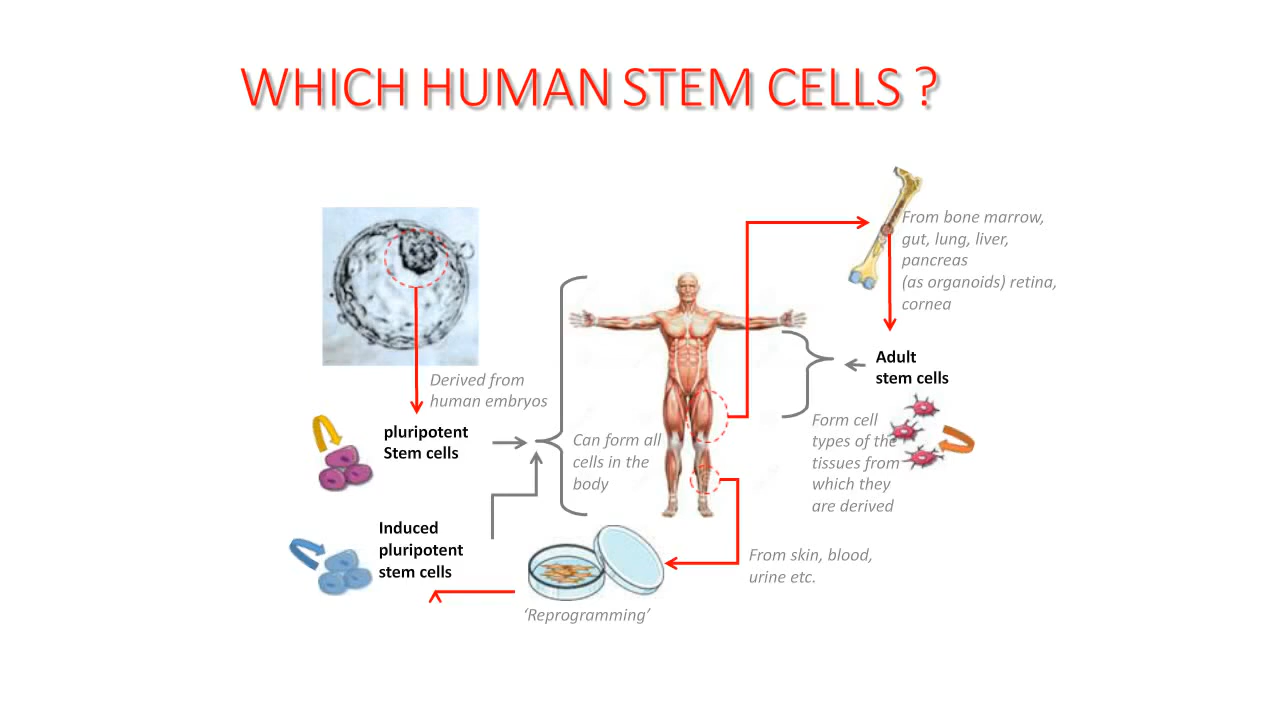 WHICH HUMAN STEM CELLS ?
From bone marrow,
gut, lung, liver,
pancreas
(as organoids) retina,
cornea
Derived from
human embryos
Adult
stem cells
pluripotent
Stem cells
Can form all
cells in the
body
Form cell
types of the
tissues from
which they
are derived
Induced
pluripotent
stem cells
From skin, blood,
urine etc.
‘Reprogramming’